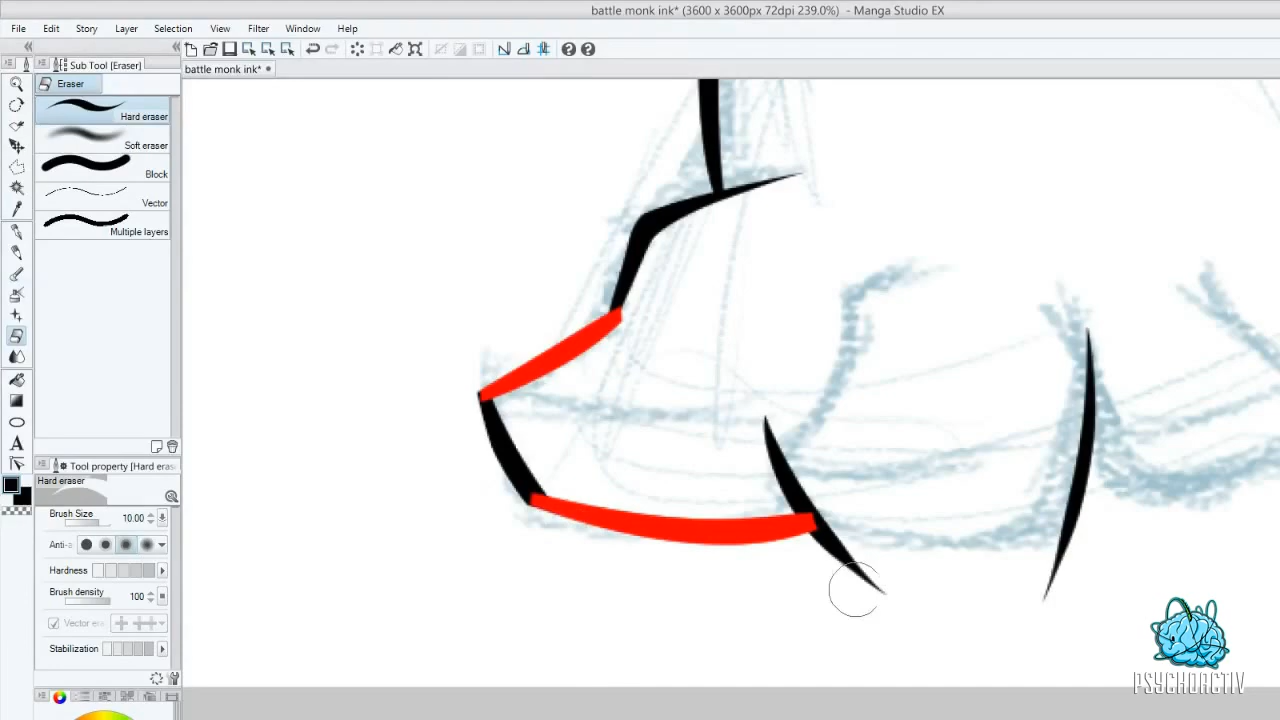 battle monk ink* (3600 x 3600px 72dpi 239.0%) - Manga Studio EX
File Edit Story Layer Selection View Filter Window Help
Sub Tool [Eraser]
battle monk ink*
Eraser
Hard eraser
Soft eraser
Block
Vector
Multiple layers
A
Tool property [Hard eras
Hard eraser
Brush Size 10.00
Anti-a
Hardness
Brush density 100
Vector era
Stabilization
PSYCHOACTIV